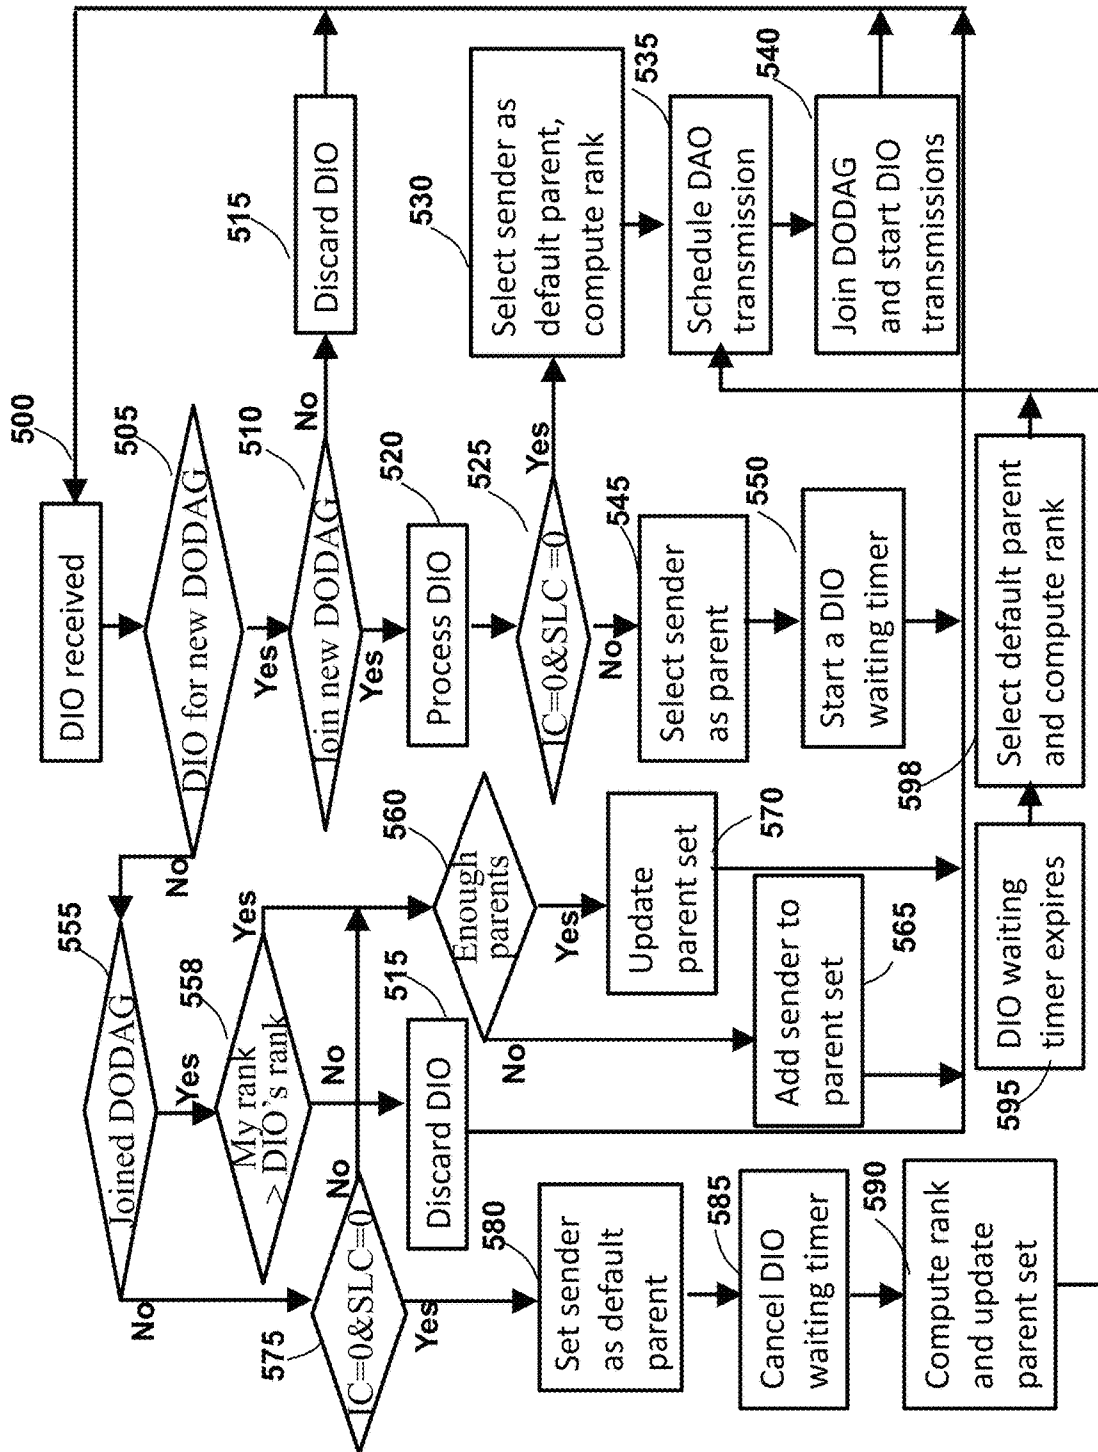 500
DIO received
505
DIO for new DODAG
No
Yes
510
Join new DODAG
No
515
Discard DIO
Yes
520
Process DIO
525
IC=0&SLC =0
Yes
530
Select sender as
default parent,
compute rank
535
Schedule DAO
transmission
540
Join DODAG
and start DIO
transmissions
No
545
Select sender
as parent
550
Start a DIO
waiting timer
555
Joined DODAG
Yes
558
My rank
> DIO's rank
Yes
No
515
Discard DIO
560
Enough
parents
Yes
570
Update
parent set
No
Add sender to
parent set
565
No
575
IC=0&SLC=0
No
Yes
580
Set sender
as default
parent
585
Cancel DIO
waiting timer
590
Compute rank
and update
parent set
595
DIO waiting
timer expires
598
Select default parent
and compute rank